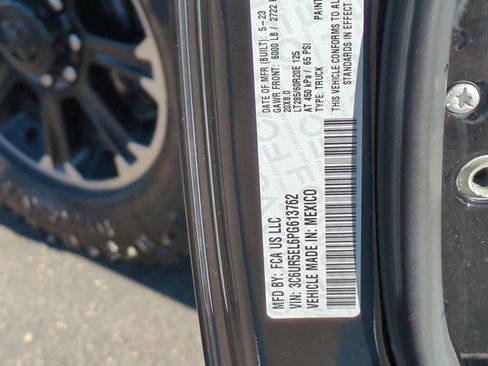 MFD BY: FCA US LLC
VIN: 3C6UR5EL6PG613762
VEHICLE MADE IN: MEXICO
DATE OF MFR (BUILT): 5-23
GAWR FRONT: 6000 LB / 2722 K
20X8.0
LT285/60R20E 125
AT 450 kPa / 65 PSI
TYPE: TRUCK
THIS VEHICLE CONFORMS TO
STANDARDS IN EFFECT
PAINT